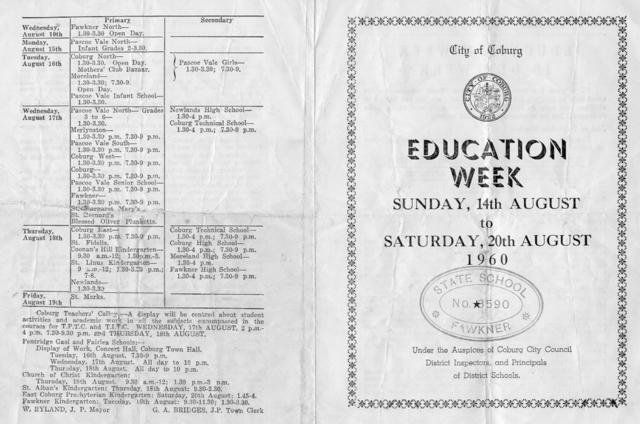 Primary
Secondary
Wednesday, August 10th
Fawkner North—
1.30-3.30 Open Day.
Monday, August 15th
Pascoe Vale North—
Infant Grades 2-3.30.
Tuesday, August 16th
Coburg North—
1.30-3.30. Open Day.
Mothers' Club Bazaar.
Moreland—
1.30-3.30; 7.30-9.
Open Day.
Pascoe Vale Infant School—
1.30-3.30.
Pascoe Vale Girls—
1.30-3.30; 7.30-9.
Wednesday, August 17th
Pascoe Vale North— Grades
3 to 6—
1.30-3.30.
Merlynston—
1.30-3.30 p.m. 7.30-9 p.m.
Pascoe Vale South—
1.30-3.30 p.m. 7.30-9 p.m.
Coburg West—
1.30-3.30 p.m. 7.30-9 p.m.
Coburg—
1.30-3.30 p.m. 7.30-9 p.m.
Pascoe Vale Senior School—
1.30-3.30 p.m. 7.30-9 p.m.
Fawkner—
1.30-3.30 p.m. 7.30-9 p.m.
St. Margaret Mary's
St. Bernard's
Blessed Oliver Plunketts.
Newlands High School—
1.30-4 p.m.
Coburg Technical School—
1.30-4 p.m.; 7.30-9 p.m.
Thursday, August 18th
Coburg East—
1.30-3.30 p.m. 7.30-9 p.m.
St. Fidelis.
Coonan's Hill Kindergarten—
9.30 a.m.-12; 1.30p.m.-3.
St. Linus Kindergarten—
9 a.m.-12; 1.30-3.30 p.m.;
7-8.
Newlands—
1.30-3.30
Coburg Technical School—
1.30-4 p.m.; 7.30-9 p.m.
Coburg High School—
1.30-4 p.m.; 7.30-9 p.m.
Moreland High School—
1.30-4 p.m.
Fawkner High School—
1.30-4 p.m.; 7.30-9 p.m.
Friday, August 19th
St. Marks.
Coburg Teachers' College—A display will be centred about student
activities and academic work in all the subjects encompassed in the
courses for T.P.T.C. and T.I.T.C. WEDNESDAY, 17th AUGUST, 2 p.m.-
4 p.m. 7.30-9.30 p.m. and THURSDAY, 18th AUGUST.
Pentridge Gaol and Fairlea Schools:—
Display of Work, Concert Hall, Coburg Town Hall.
Tuesday, 16th August, 7.30-9 p.m.
Wednesday, 17th August. All day to 10 p.m.
Thursday, 18th August. All day to 10 p.m.
Church of Christ Kindergarten:
Thursday, 18th August. 9.30 a.m.-12; 1.30 p.m.-3 p.m.
St. Alban's Kindergarten: Thursday, 18th August: 9.30-3.30.
East Coburg Presbyterian Kindergarten: Saturday, 20th August: 1.45-4.
Fawkner Kindergarten: Tuesday, 16th August: 9.30-11.30; 1.30-3.30.
W. RYLAND, J. P. Mayor G. A. BRIDGES, J.P. Town Clerk
City of Coburg
CITY OF COBURG
1922
EDUCATION
WEEK
SUNDAY, 14th AUGUST
to
SATURDAY, 20th AUGUST
1960
STATE SCHOOL
No. 3590
FAWKNER
Under the Auspices of Coburg City Council
District Inspectors, and Principals
of District Schools.